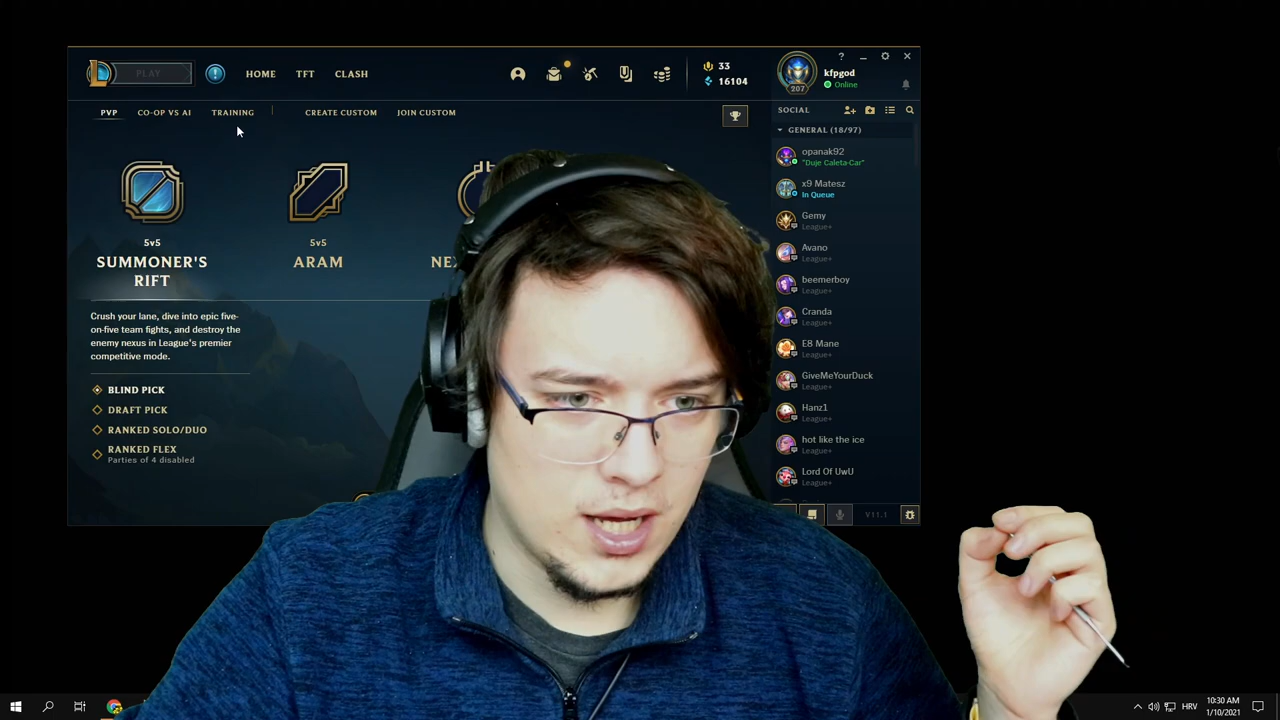 PLAY
HOME
TFT
CLASH
33
16104
207
?
kfpgod
Online
PVP
CO-OP VS AI
TRAINING
CREATE CUSTOM
JOIN CUSTOM
SOCIAL
GENERAL (18/97)
opanak92
"Duje Caleta-Car"
x9 Matesz
In Queue
Gemy
League+
Avano
League+
beemerboy
League+
Cranda
League+
E8 Mane
League+
GiveMeYourDuck
League+
Hanz1
League+
hot like the ice
League+
Lord Of UwU
League+
5v5
SUMMONER'S
RIFT
5v5
ARAM
Crush your lane, dive into epic five-
on-five team fights, and destroy the
enemy nexus in League's premier
competitive mode.
BLIND PICK
DRAFT PICK
RANKED SOLO/DUO
RANKED FLEX
Parties of 4 disabled
V11.1
HRV
10:30 AM
1/10/2021